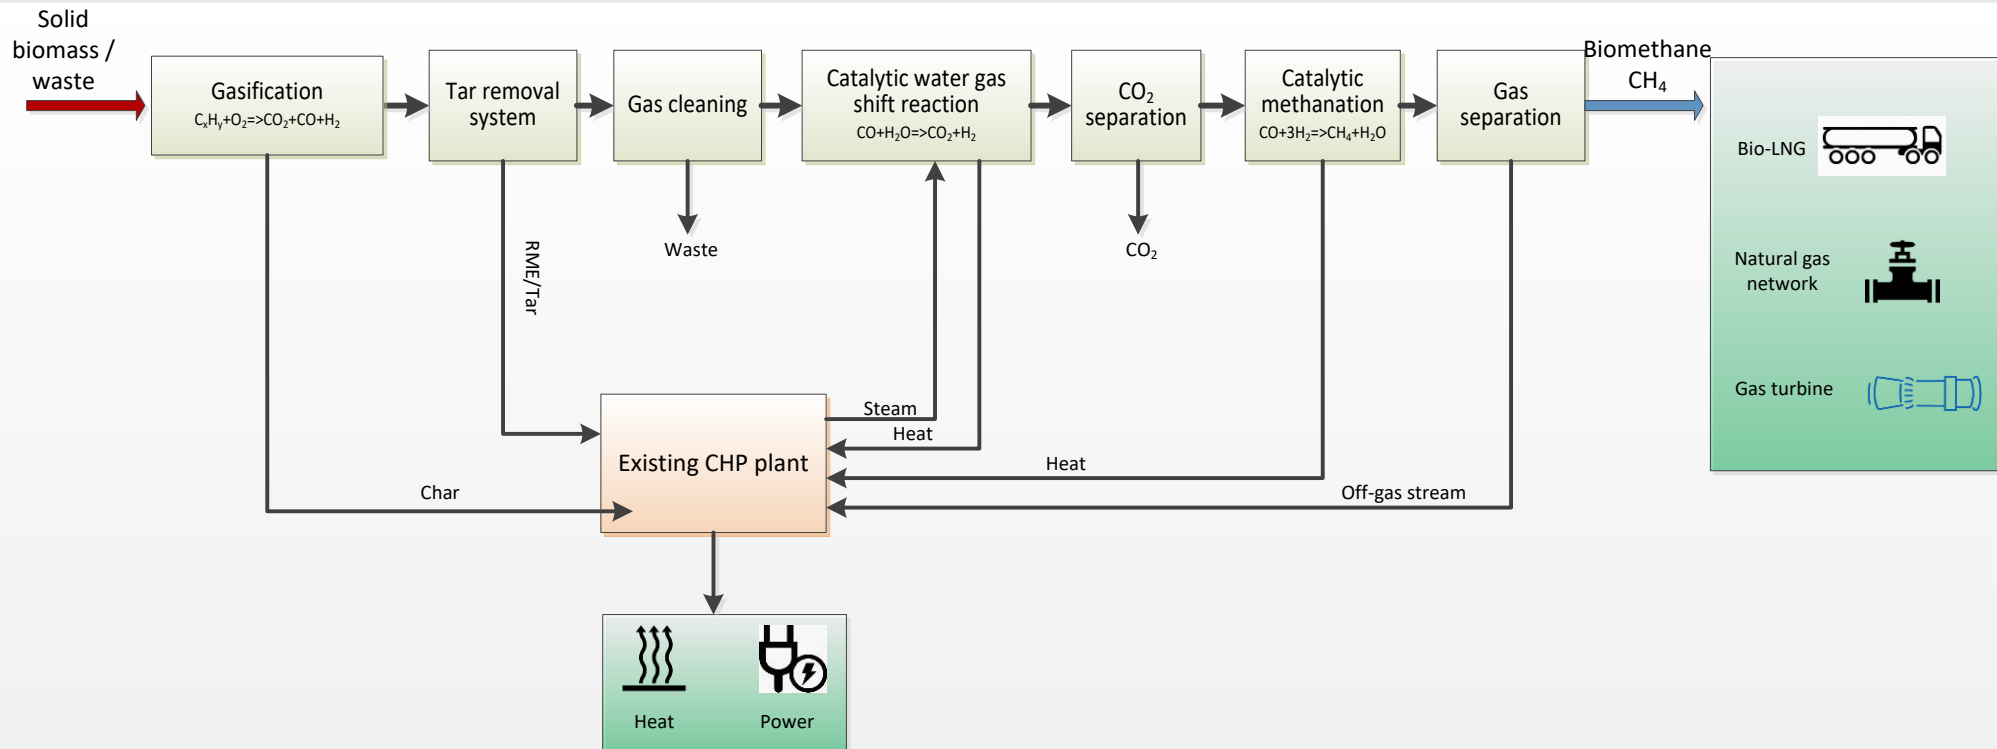 Solid
biomass /
waste
Gasification
CₓHᵧ+O₂=>CO₂+CO+H₂
Tar removal
system
Gas cleaning
Catalytic water gas
shift reaction
CO+H₂O=>CO₂+H₂
CO₂
separation
Catalytic
methanation
CO+3H₂=>CH₄+H₂O
Gas
separation
Biomethane
CH₄
Bio-LNG
Natural gas
network
Gas turbine
RME/Tar
Waste
CO₂
Steam
Heat
Heat
Off-gas stream
Char
Existing CHP plant
Heat
Power